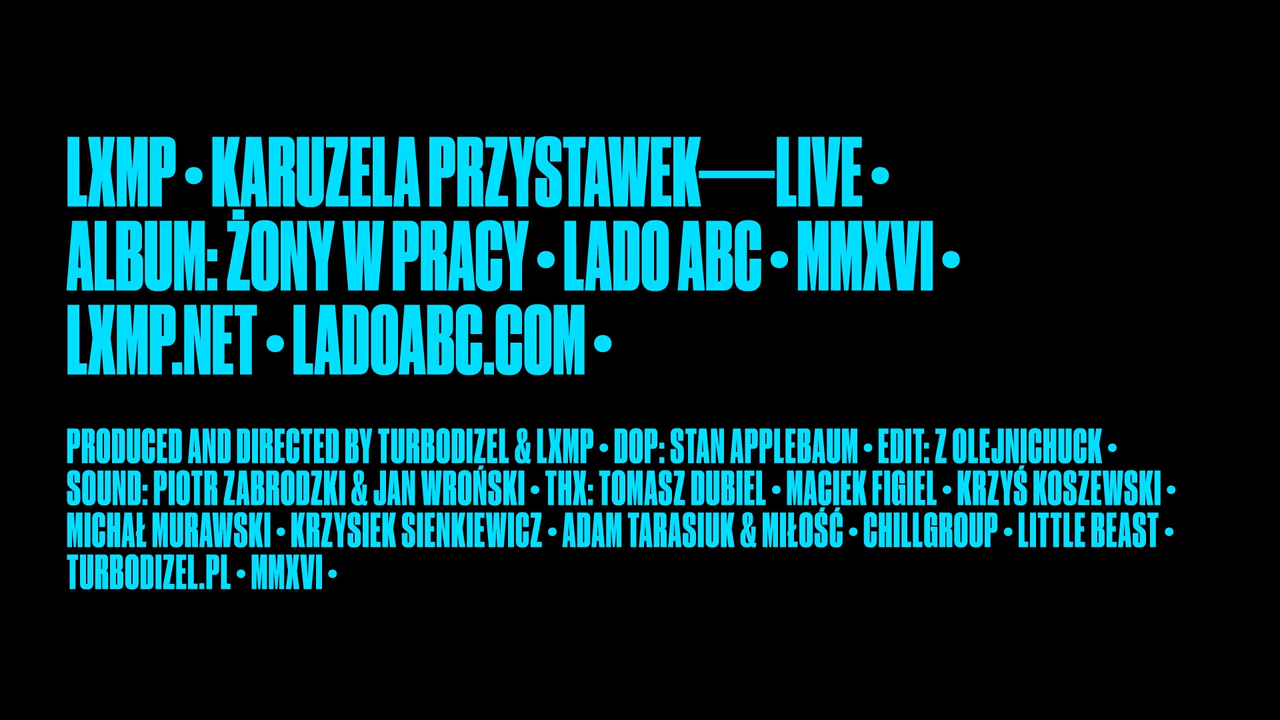 LXMP • KARUZELA PRZYSTAWEK—LIVE •
ALBUM: ŻONY W PRACY • LADO ABC • MMXVI •
LXMP.NET • LADOABC.COM •
PRODUCED AND DIRECTED BY TURBODIZEL & LXMP • DOP: STAN APPLEBAUM • EDIT: Z OLEJNICHUCK •
SOUND: PIOTR ZABRODZKI & JAN WROŃSKI • THX: TOMASZ DUBIEL • MACIEK FIGIEL • KRZYŚ KOSZEWSKI •
MICHAŁ MURAWSKI • KRZYSIEK SIENKIEWICZ • ADAM TARASIUK & MIŁOŚĆ • CHILLGROUP • LITTLE BEAST •
TURBODIZEL.PL • MMXVI •